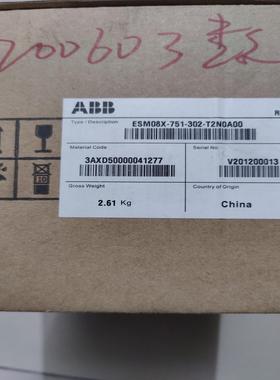 200603
ABB
R
Type / Description
ESM08X-751-302-T2N0A00
Material Code
Serial No
3AXD50000041277
V201200013
Gross Weight
Country of Origin
2.61 Kg
China